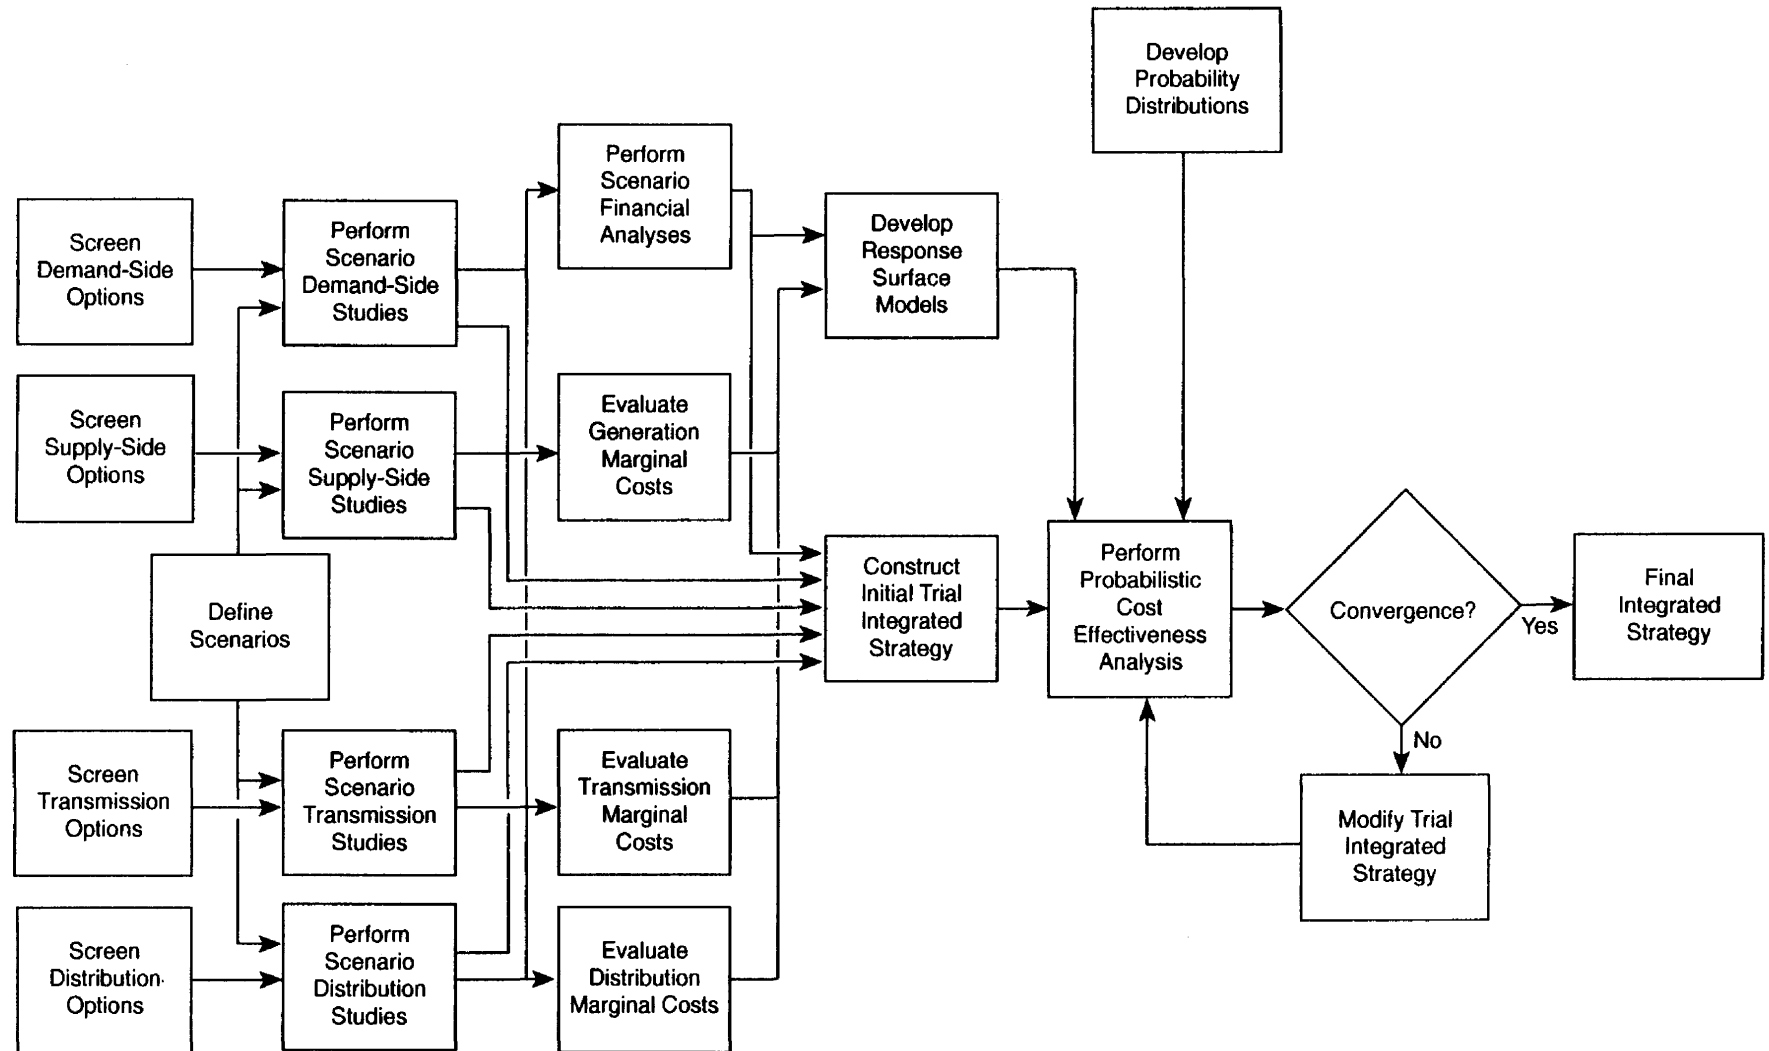 Develop
Probability
Distributions
Perform
Scenario
Financial
Analyses
Screen
Demand-Side
Options
Perform
Scenario
Demand-Side
Studies
Develop
Response
Surface
Models
Screen
Supply-Side
Options
Perform
Scenario
Supply-Side
Studies
Evaluate
Generation
Marginal
Costs
Define
Scenarios
Construct
Initial Trial
Integrated
Strategy
Perform
Probabilistic
Cost
Effectiveness
Analysis
Convergence?
Yes
Final
Integrated
Strategy
No
Modify Trial
Integrated
Strategy
Screen
Transmission
Options
Perform
Scenario
Transmission
Studies
Evaluate
Transmission
Marginal
Costs
Screen
Distribution
Options
Perform
Scenario
Distribution
Studies
Evaluate
Distribution
Marginal Costs